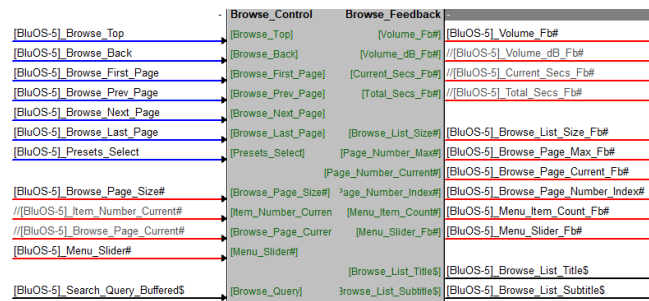 - Browse_Control Browse_Feedback -
[BluOS-5]_Browse_Top [Browse_Top] [Volume_Fb#] [BluOS-5]_Volume_Fb#
[BluOS-5]_Browse_Back [Browse_Back] [Volume_dB_Fb#] //[BluOS-5]_Volume_dB_Fb#
[BluOS-5]_Browse_First_Page [Browse_First_Page] [Current_Secs_Fb#] //[BluOS-5]_Current_Secs_Fb#
[BluOS-5]_Browse_Prev_Page [Browse_Prev_Page] [Total_Secs_Fb#] //[BluOS-5]_Total_Secs_Fb#
[BluOS-5]_Browse_Next_Page [Browse_Next_Page]
[BluOS-5]_Browse_Last_Page [Browse_Last_Page] [Browse_List_Size#] [BluOS-5]_Browse_List_Size_Fb#
[BluOS-5]_Presets_Select [Presets_Select] [Page_Number_Max#] [BluOS-5]_Browse_Page_Max_Fb#
[Page_Number_Current#] [BluOS-5]_Browse_Page_Current_Fb#
[BluOS-5]_Browse_Page_Size# [Browse_Page_Size#] Page_Number_Index#] [BluOS-5]_Browse_Page_Number_Index#
//[BluOS-5]_Item_Number_Current# [Item_Number_Curren [Menu_Item_Count#] [BluOS-5]_Menu_Item_Count_Fb#
//[BluOS-5]_Browse_Page_Current# [Browse_Page_Currer [Menu_Slider_Fb#] [BluOS-5]_Menu_Slider_Fb#
[BluOS-5]_Menu_Slider# [Menu_Slider#]
[Browse_List_Title$] [BluOS-5]_Browse_List_Title$
[BluOS-5]_Search_Query_Buffered$ [Browse_Query] Browse_List_Subtitle$] [BluOS-5]_Browse_List_Subtitle$